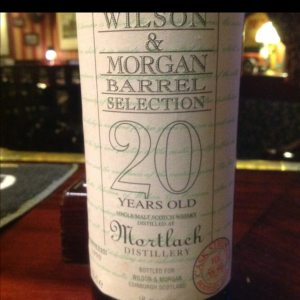 WILSON
&
MORGAN
BARREL
SELECTION
20
YEARS OLD
SINGLE MALT SCOTCH WHISKY
DISTILLED AT
Mortlach
DISTILLERY
BOTTLED FOR
WILSON & MORGAN
EDINBURGH SCOTLAND